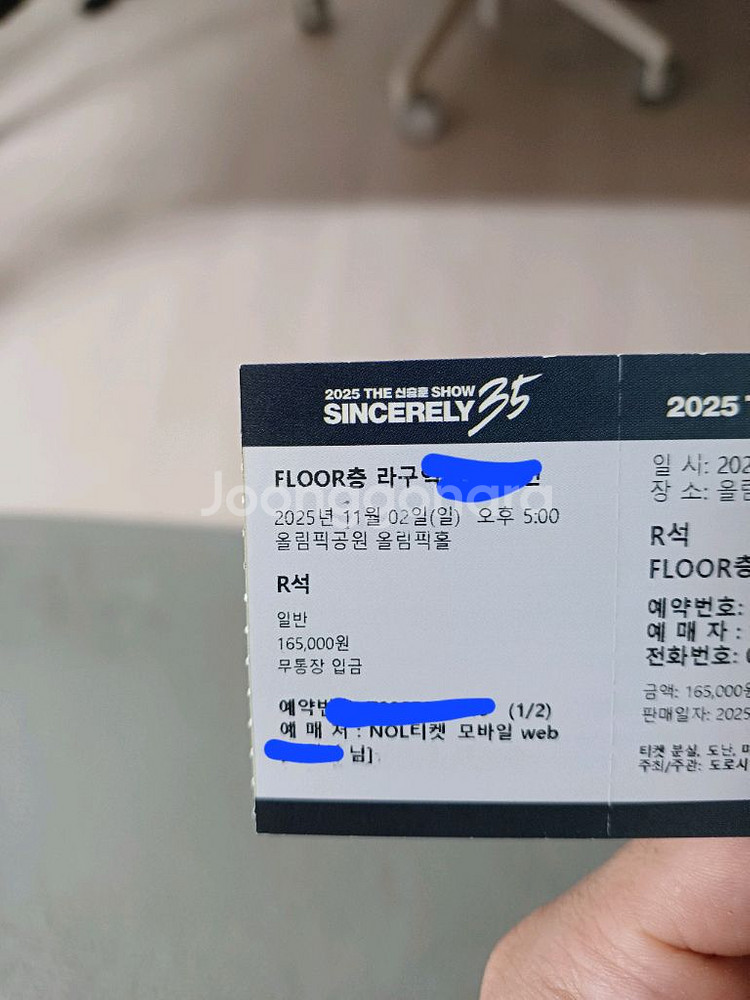 2025 THE 신승훈 SHOW
SINCERELY 35
FLOOR층 라구역
Joonggonara
2025년 11월 02일(일) 오후 5:00
올림픽공원 올림픽홀
R석
일반
165,000원
무통장 입금
(1/2)
예 매 처 : NOL티켓 모바일 web
님]
2025
일 시: 202
장 소: 올림
R석
FLOOR층
예약번호:
예 매 자 :
전화번호:
금액: 165,000원
판매일자: 2025
티켓 분실, 도난,
주최/주관: 도로시